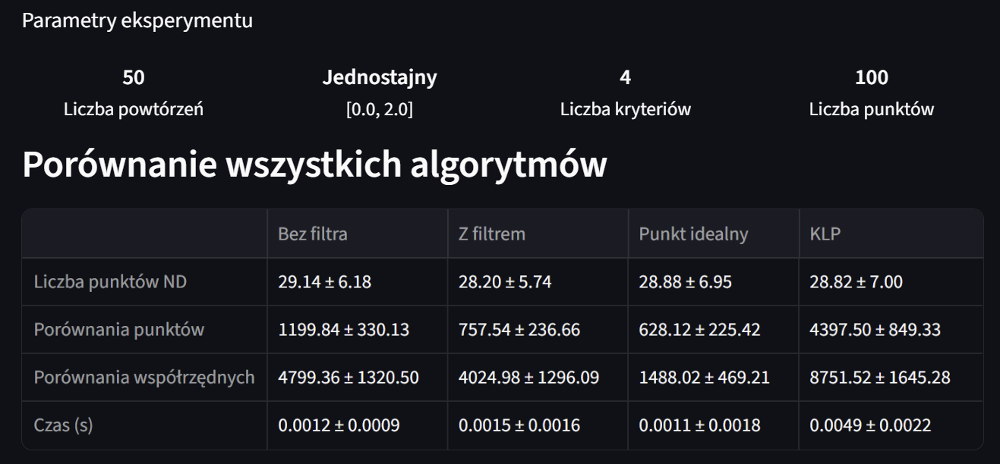 Parametry eksperymentu
50 Jednostajny 4 100
Liczba powtórzeń [0.0, 2.0] Liczba kryteriów Liczba punktów
Porównanie wszystkich algorytmów
Bez filtra Z filtrem Punkt idealny KLP
Liczba punktów ND 29.14 ± 6.18 28.20 ± 5.74 28.88 ± 6.95 28.82 ± 7.00
Porównania punktów 1199.84 ± 330.13 757.54 ± 236.66 628.12 ± 225.42 4397.50 ± 849.33
Porównania współrzędnych 4799.36 ± 1320.50 4024.98 ± 1296.09 1488.02 ± 469.21 8751.52 ± 1645.28
Czas (s) 0.0012 ± 0.0009 0.0015 ± 0.0016 0.0011 ± 0.0018 0.0049 ± 0.0022